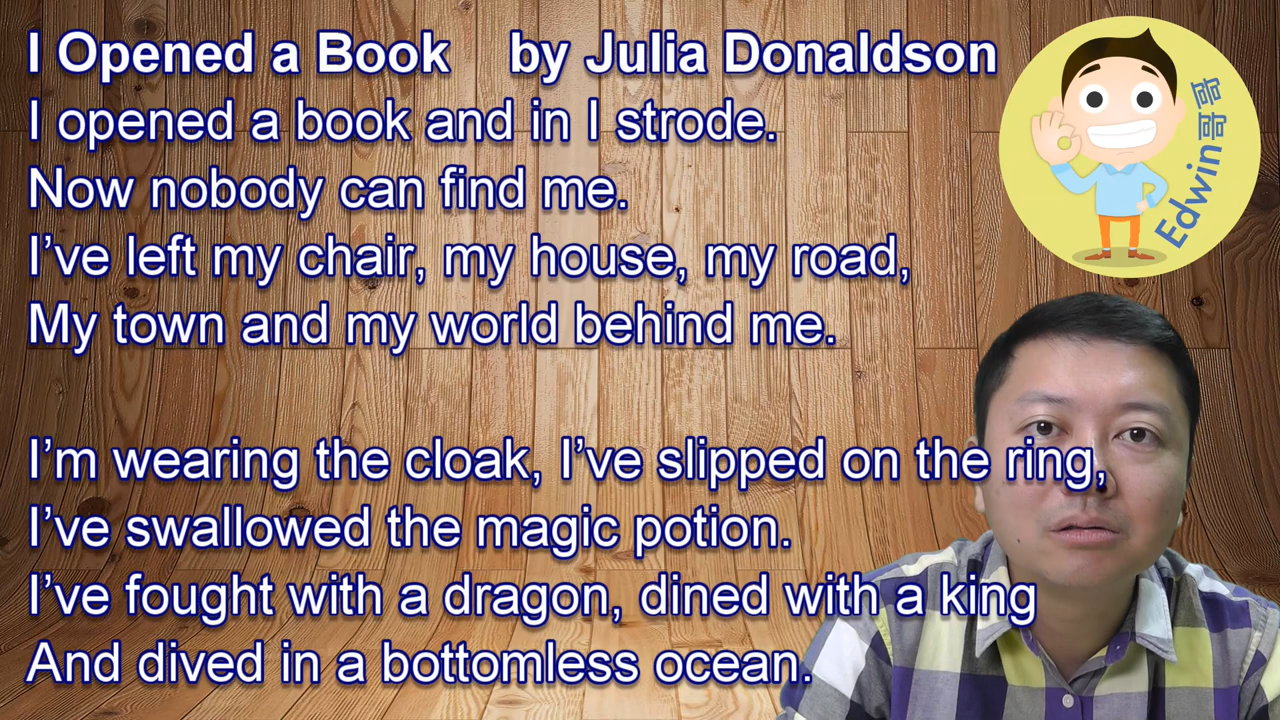 I Opened a Book by Julia Donaldson
I opened a book and in I strode.
Now nobody can find me.
I’ve left my chair, my house, my road,
My town and my world behind me.
I’m wearing the cloak, I’ve slipped on the ring,
I’ve swallowed the magic potion.
I’ve fought with a dragon, dined with a king
And dived in a bottomless ocean.
Edwin哥哥